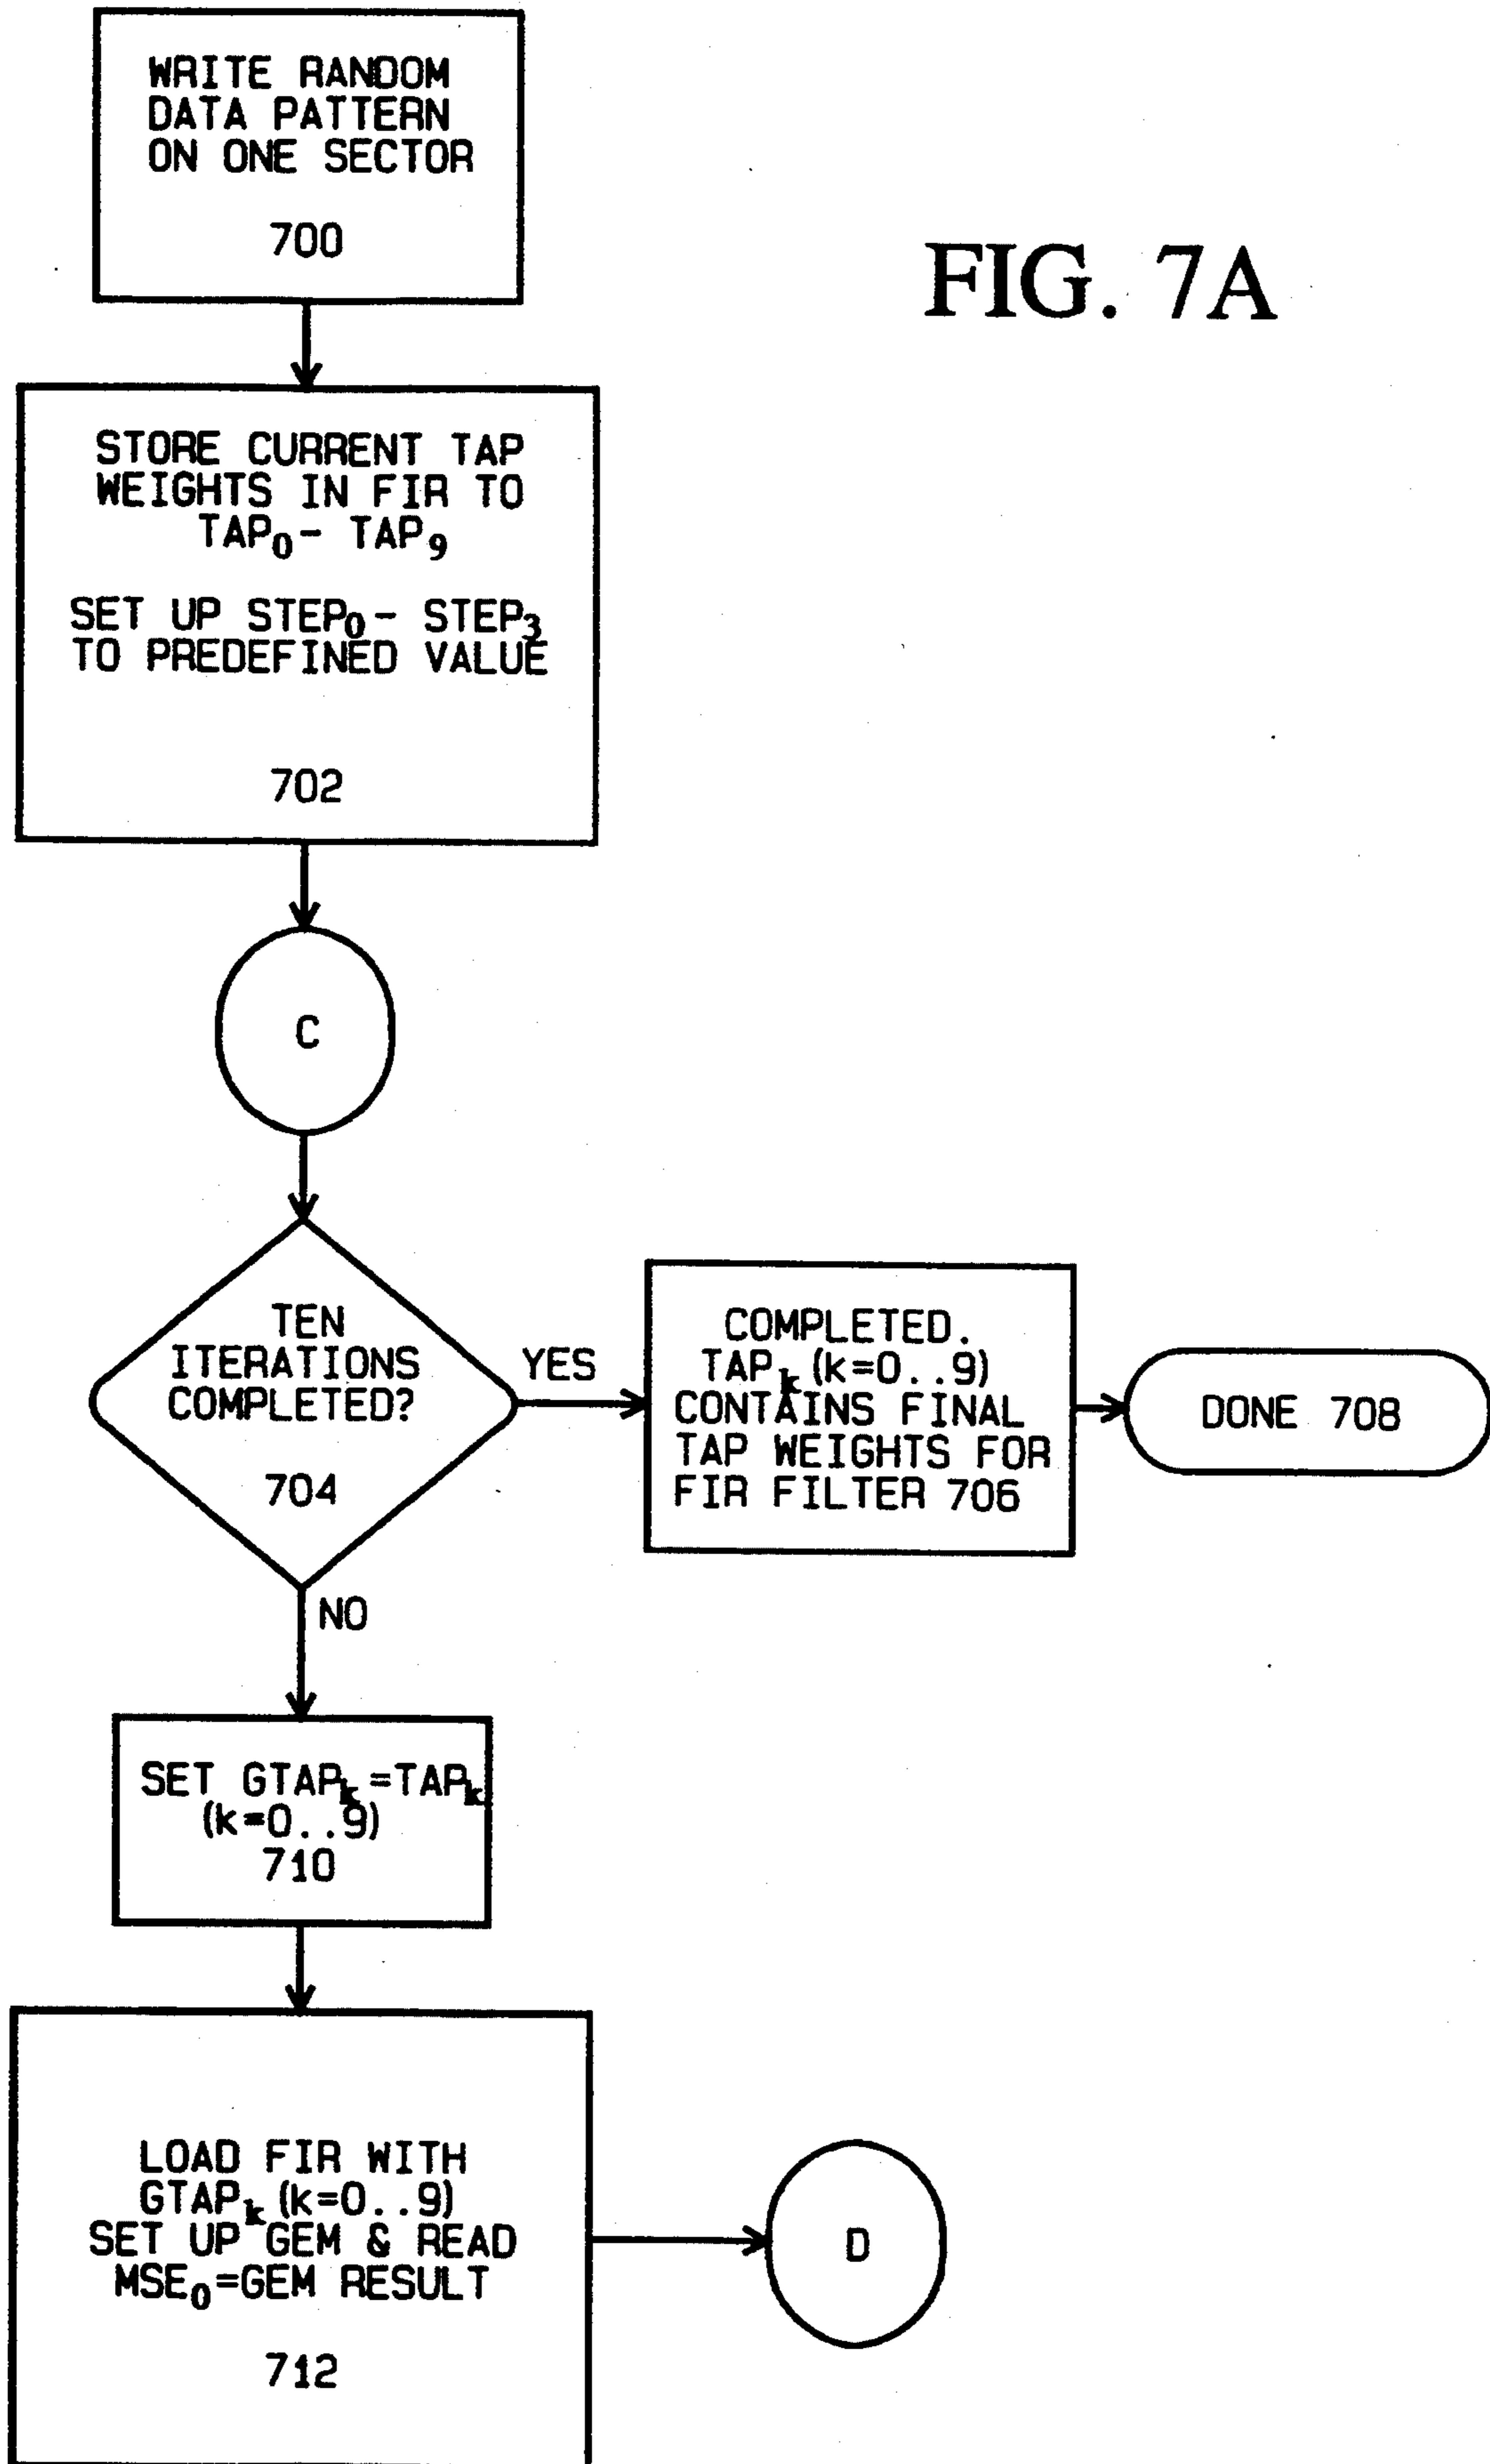 WRITE RANDOM
DATA PATTERN
ON ONE SECTOR
700
FIG. 7A
STORE CURRENT TAP
WEIGHTS IN FIR TO
TAP₀- TAP₉
SET UP STEP₀- STEP₃
TO PREDEFINED VALUE
702
C
TEN
ITERATIONS
COMPLETED?
704
YES
COMPLETED.
TAPₖ (k=0..9)
CONTAINS FINAL
TAP WEIGHTS FOR
FIR FILTER 706
DONE 708
NO
SET GTAPₖ=TAPₖ
(k=0..9)
710
LOAD FIR WITH
GTAPₖ (k=0..9)
SET UP GEM & READ
MSE₀=GEM RESULT
712
D